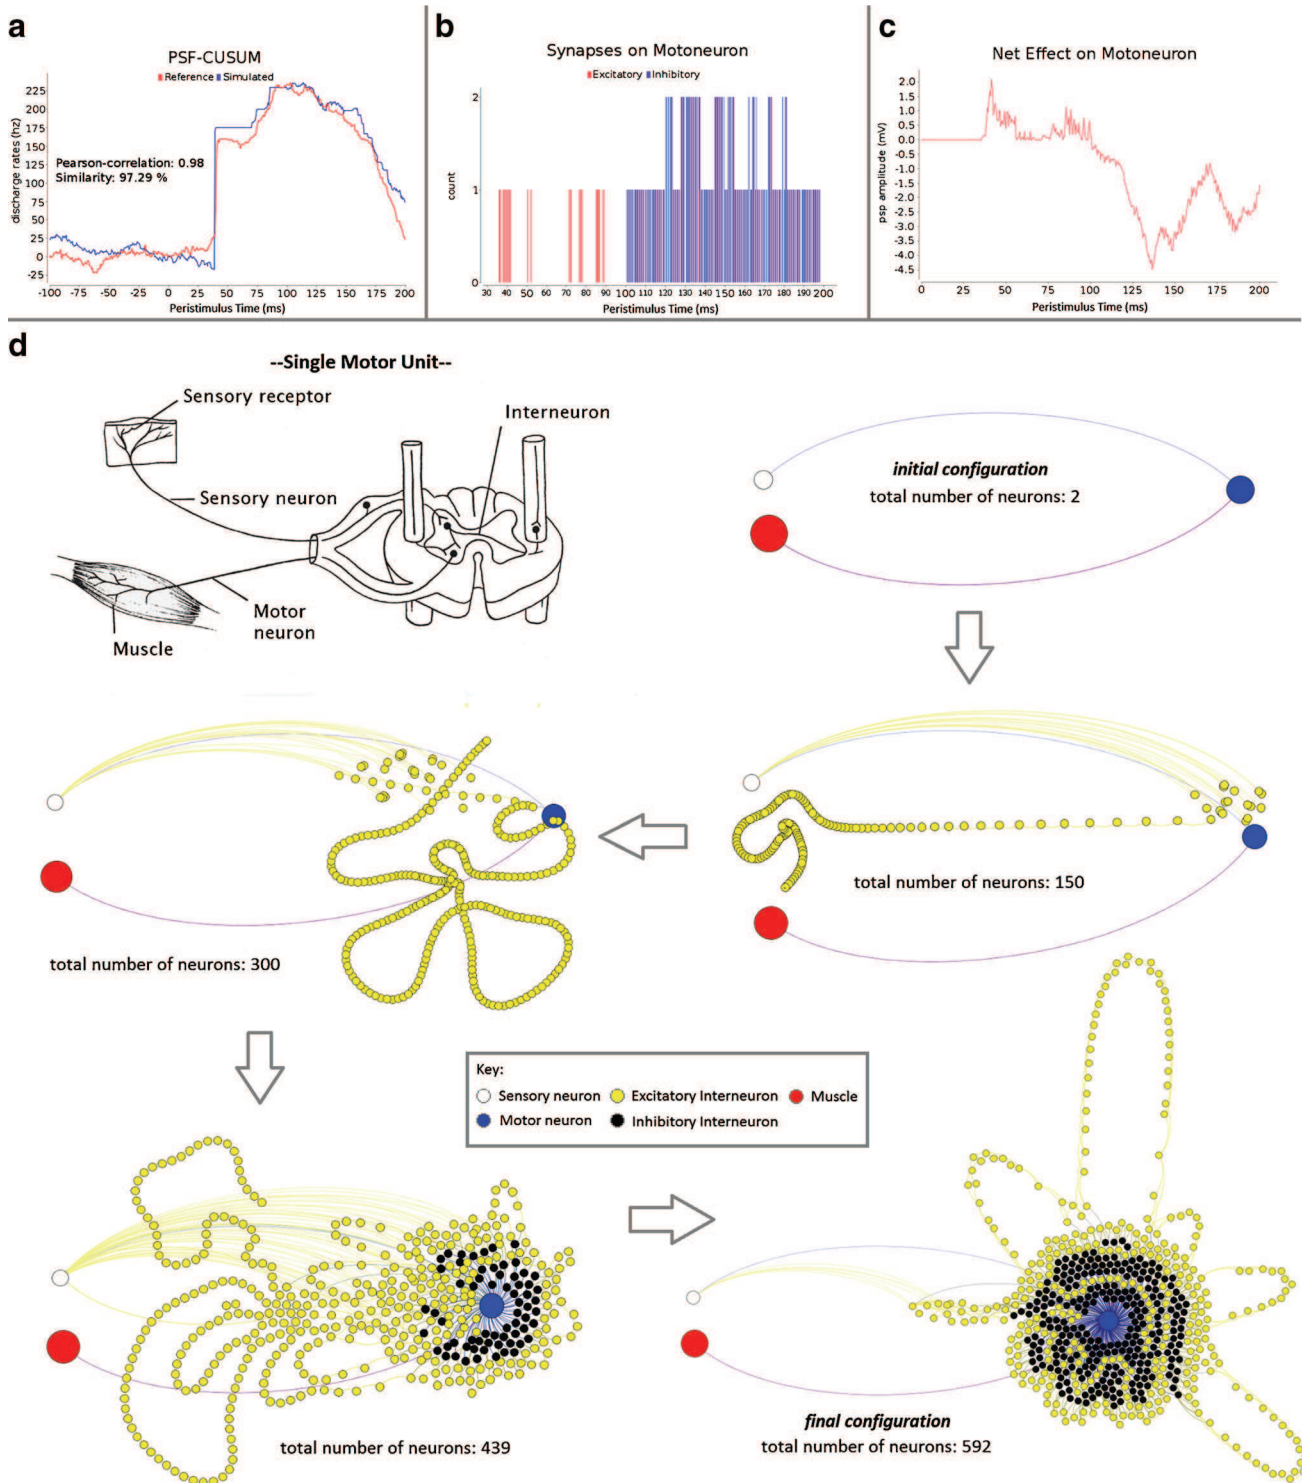 a
PSF-CUSUM
Reference Simulated
225
200
175
150
125
100
75
50
25
0
-25
discharge rates (hz)
Pearson-correlation: 0.98
Similarity: 97.29 %
-100 -75 -50 -25 0 25 50 75 100 125 150 175 200
Peristimulus Time (ms)
b
Synapses on Motoneuron
Excitatory Inhibitory
2
1
0
count
30 40 50 60 70 80 90 100 110 120 130 140 150 160 170 180 190 200
Peristimulus Time (ms)
c
Net Effect on Motoneuron
2.0
1.5
1.0
0.5
0.0
-0.5
-1.0
-1.5
-2.0
-2.5
-3.0
-3.5
-4.0
-4.5
psp amplitude (mV)
0 25 50 75 100 125 150 175 200
Peristimulus Time (ms)
d
--Single Motor Unit--
Sensory receptor
Interneuron
Sensory neuron
Motor
neuron
Muscle
initial configuration
total number of neurons: 2
total number of neurons: 150
total number of neurons: 300
Key:
Sensory neuron Excitatory Interneuron Muscle
Motor neuron Inhibitory Interneuron
total number of neurons: 439
final configuration
total number of neurons: 592